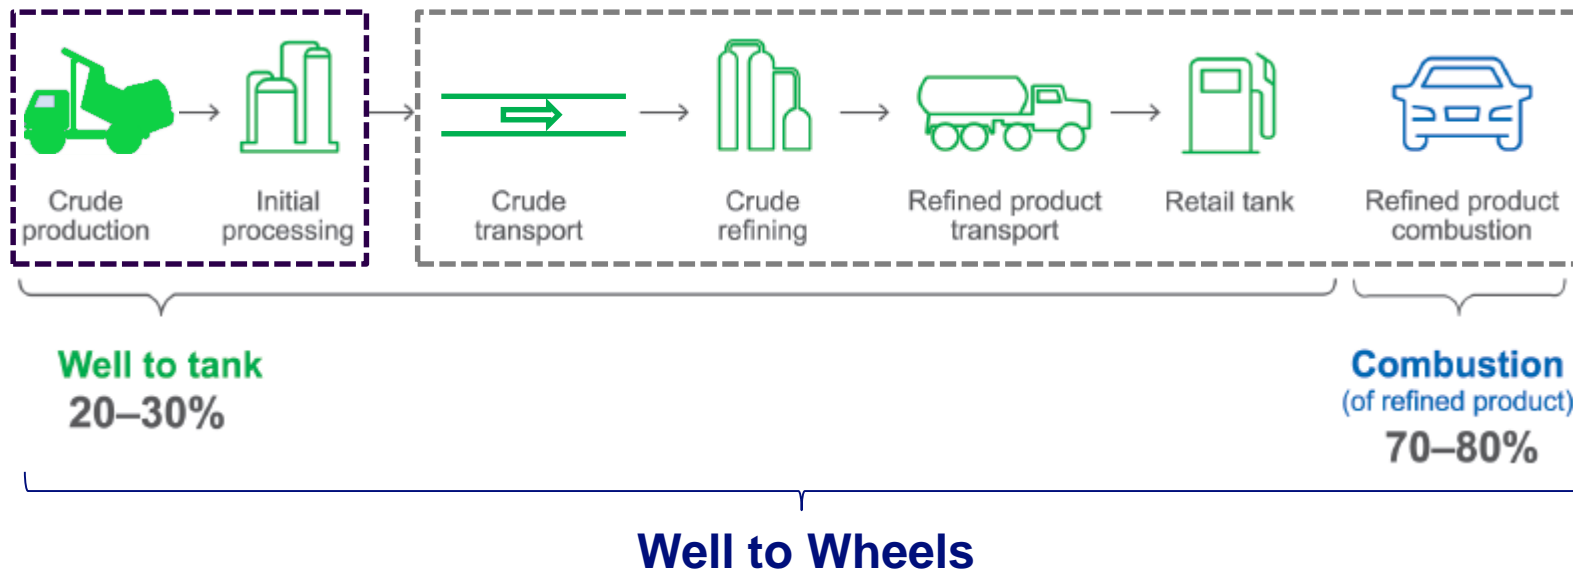 Crude
production
Initial
processing
Crude
transport
Crude
refining
Refined product
transport
Retail tank
Refined product
combustion
Well to tank
20–30%
Combustion
(of refined product)
70–80%
Well to Wheels